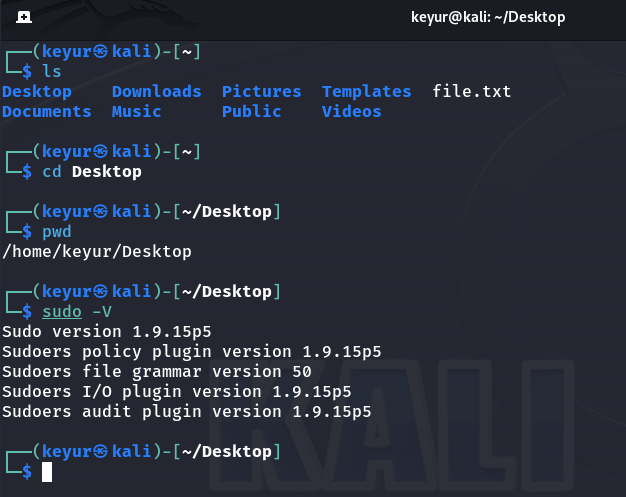 keyur@kali: ~/Desktop
┌──(keyur㉿kali)-[~]
└─$ ls
Desktop    Downloads  Pictures  Templates  file.txt
Documents  Music      Public    Videos
┌──(keyur㉿kali)-[~]
└─$ cd Desktop
┌──(keyur㉿kali)-[~/Desktop]
└─$ pwd
/home/keyur/Desktop
┌──(keyur㉿kali)-[~/Desktop]
└─$ sudo -V
Sudo version 1.9.15p5
Sudoers policy plugin version 1.9.15p5
Sudoers file grammar version 50
Sudoers I/O plugin version 1.9.15p5
Sudoers audit plugin version 1.9.15p5
┌──(keyur㉿kali)-[~/Desktop]
└─$
KALI